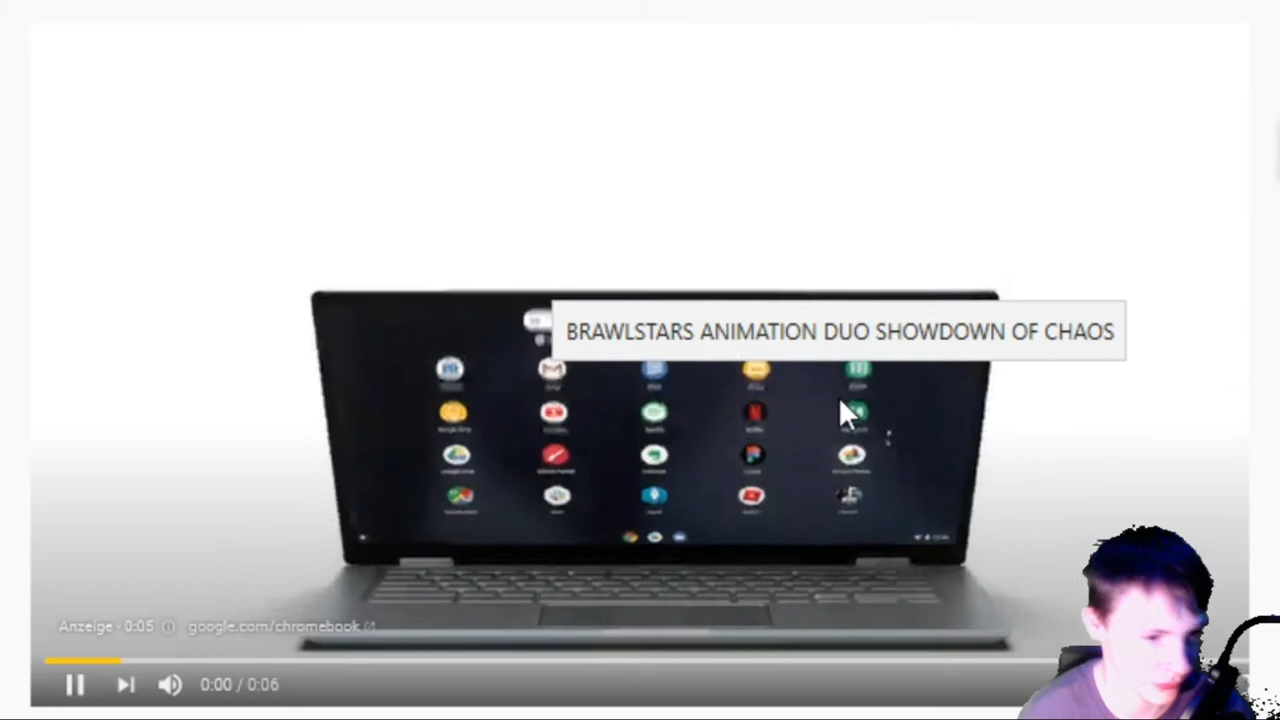 BRAWLSTARS ANIMATION DUO SHOWDOWN OF CHAOS
Anzeige - 0:05 google.com/chromebook
0:00 / 0:06